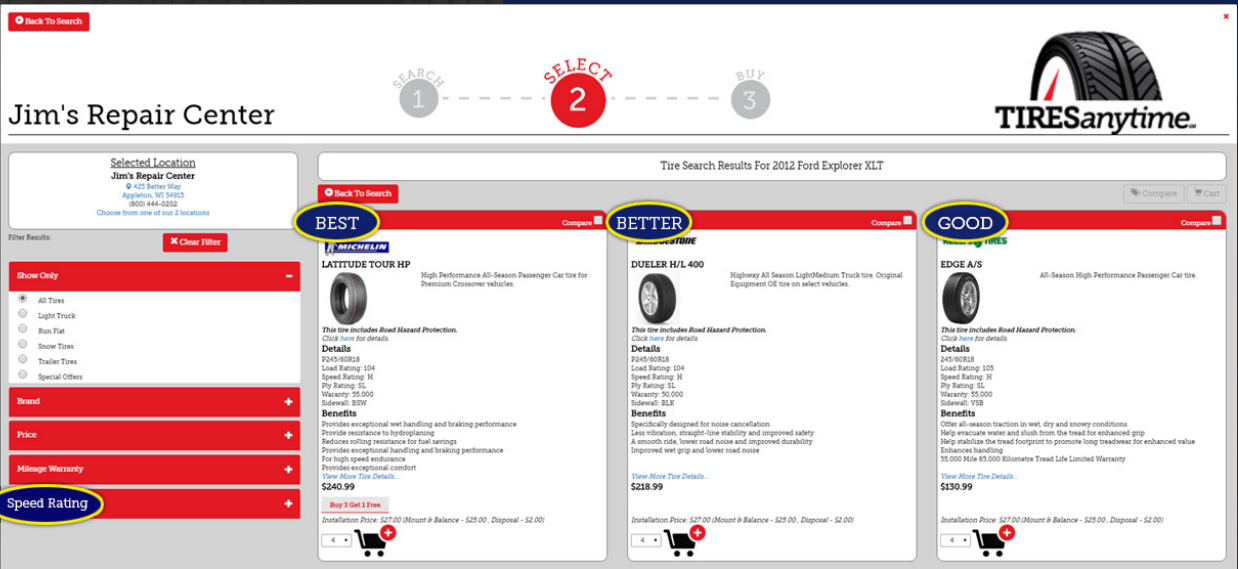 Back To Search
×
SEARCH
1
SELECT
2
BUY
3
Jim's Repair Center
TIRESanytime
SM
Selected Location
Jim's Repair Center
425 Better Way
Appleton, WI 54915
(800) 444-0202
Choose from one of our 2 locations
Filter Results:
Clear Filter
Show Only
All Tires
Light Truck
Run Flat
Snow Tires
Trailer Tires
Special Offers
Brand
Price
Mileage Warranty
Speed Rating
Tire Search Results For 2012 Ford Explorer XLT
Back To Search
Compare
Cart
BEST
Compare
MICHELIN
LATITUDE TOUR HP
High Performance All-Season Passenger Car tire for
Premium Crossover vehicles.
This tire includes Road Hazard Protection.
Click here for details
Details
P245/60R18
Load Rating: 104
Speed Rating: H
Ply Rating: SL
Waranty: 55,000
Sidewall: BSW
Benefits
Provides exceptional wet handling and braking performance
Provide resistance to hydroplaning
Reduces rolling resistance for fuel savings
Provides exceptional handling and braking performance
For high speed endurance
Provides exceptional comfort
View More Tire Details...
$240.99
Buy 3 Get 1 Free
Installation Price: $27.00 (Mount & Balance - $25.00 , Disposal - $2.00)
4
BETTER
Compare
DUELER H/L 400
Highway All Season LightMedium Truck tire. Original
Equipment OE tire on select vehicles.
This tire includes Road Hazard Protection.
Click here for details
Details
P245/60R18
Load Rating: 104
Speed Rating: H
Ply Rating: SL
Waranty: 50,000
Sidewall: BLK
Benefits
Specifically designed for noise cancellation
Less vibration, straight-line stability and improved safety
A smooth ride, lower road noise and improved durability
Improved wet grip and lower road noise
View More Tire Details...
$218.99
Installation Price: $27.00 (Mount & Balance - $25.00 , Disposal - $2.00)
4
GOOD
Compare
TIRES
EDGE A/S
All-Season High Performance Passenger Car tire.
This tire includes Road Hazard Protection.
Click here for details
Details
245/60R18
Load Rating: 105
Speed Rating: H
Ply Rating: SL
Waranty: 55,000
Sidewall: VSB
Benefits
Offer all-season traction in wet, dry and snowy conditions
Help evacuate water and slush from the tread for enhanced grip
Help stabilize the tread footprint to promote long treadwear for enhanced value
Enhances handling
55,000 Mile 85,000 Kilometre Tread Life Limited Warranty
View More Tire Details...
$130.99
Installation Price: $27.00 (Mount & Balance - $25.00 , Disposal - $2.00)
4